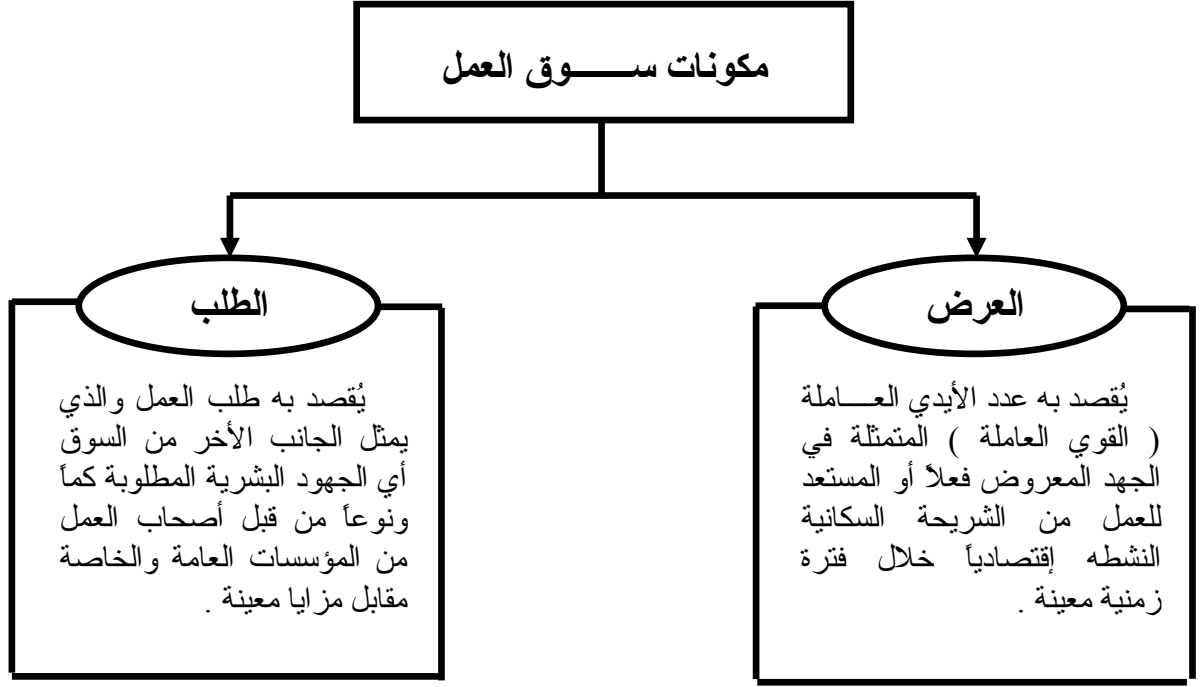 مكونات ســـــوق العمل
العرض
يُقصد به عدد الأيدي العــــاملة
( القوي العاملة ) المتمثلة في
الجهد المعروض فعلاً أو المستعد
للعمل من الشريحة السكانية
النشطه إقتصادياً خلال فترة
زمنية معينة .
الطلب
يُقصد به طلب العمل والذي
يمثل الجانب الأخر من السوق
أي الجهود البشرية المطلوبة كماً
ونوعاً من قبل أصحاب العمل
من المؤسسات العامة والخاصة
مقابل مزايا معينة .